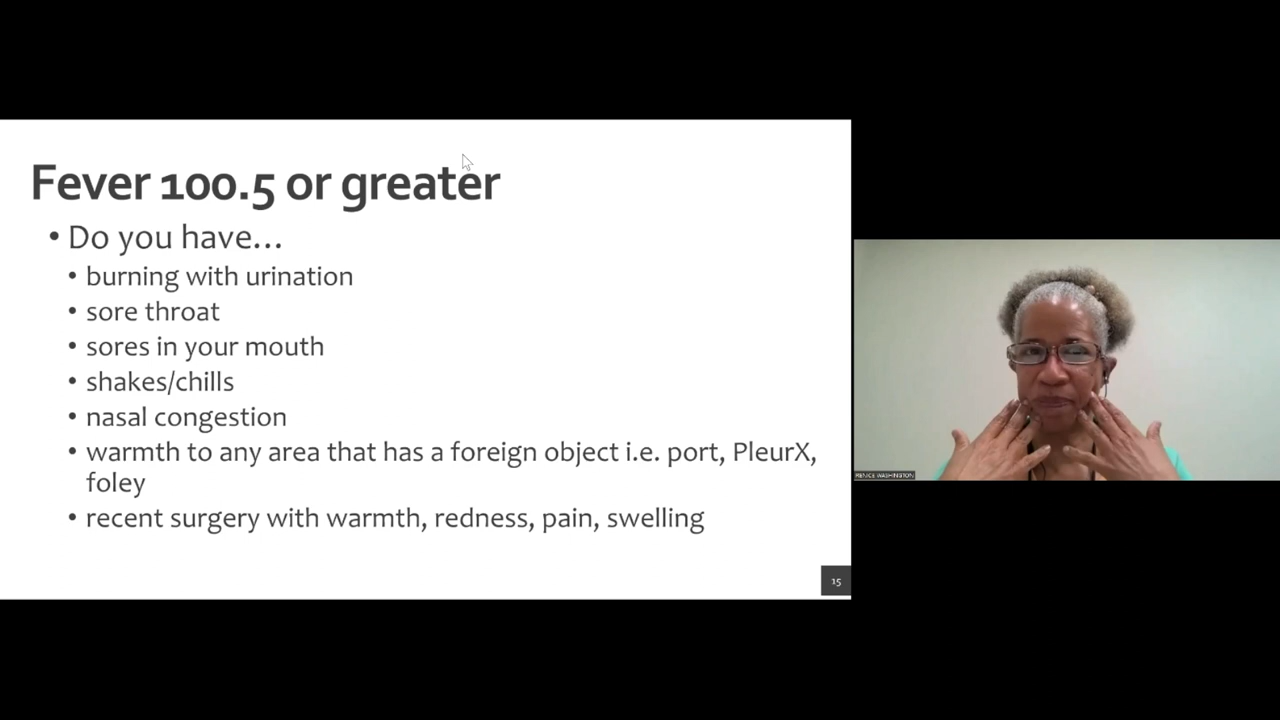 Fever 100.5 or greater
• Do you have…
• burning with urination
• sore throat
• sores in your mouth
• shakes/chills
• nasal congestion
• warmth to any area that has a foreign object i.e. port, PleurX,
foley
• recent surgery with warmth, redness, pain, swelling
15
RENICE WASHINGTON